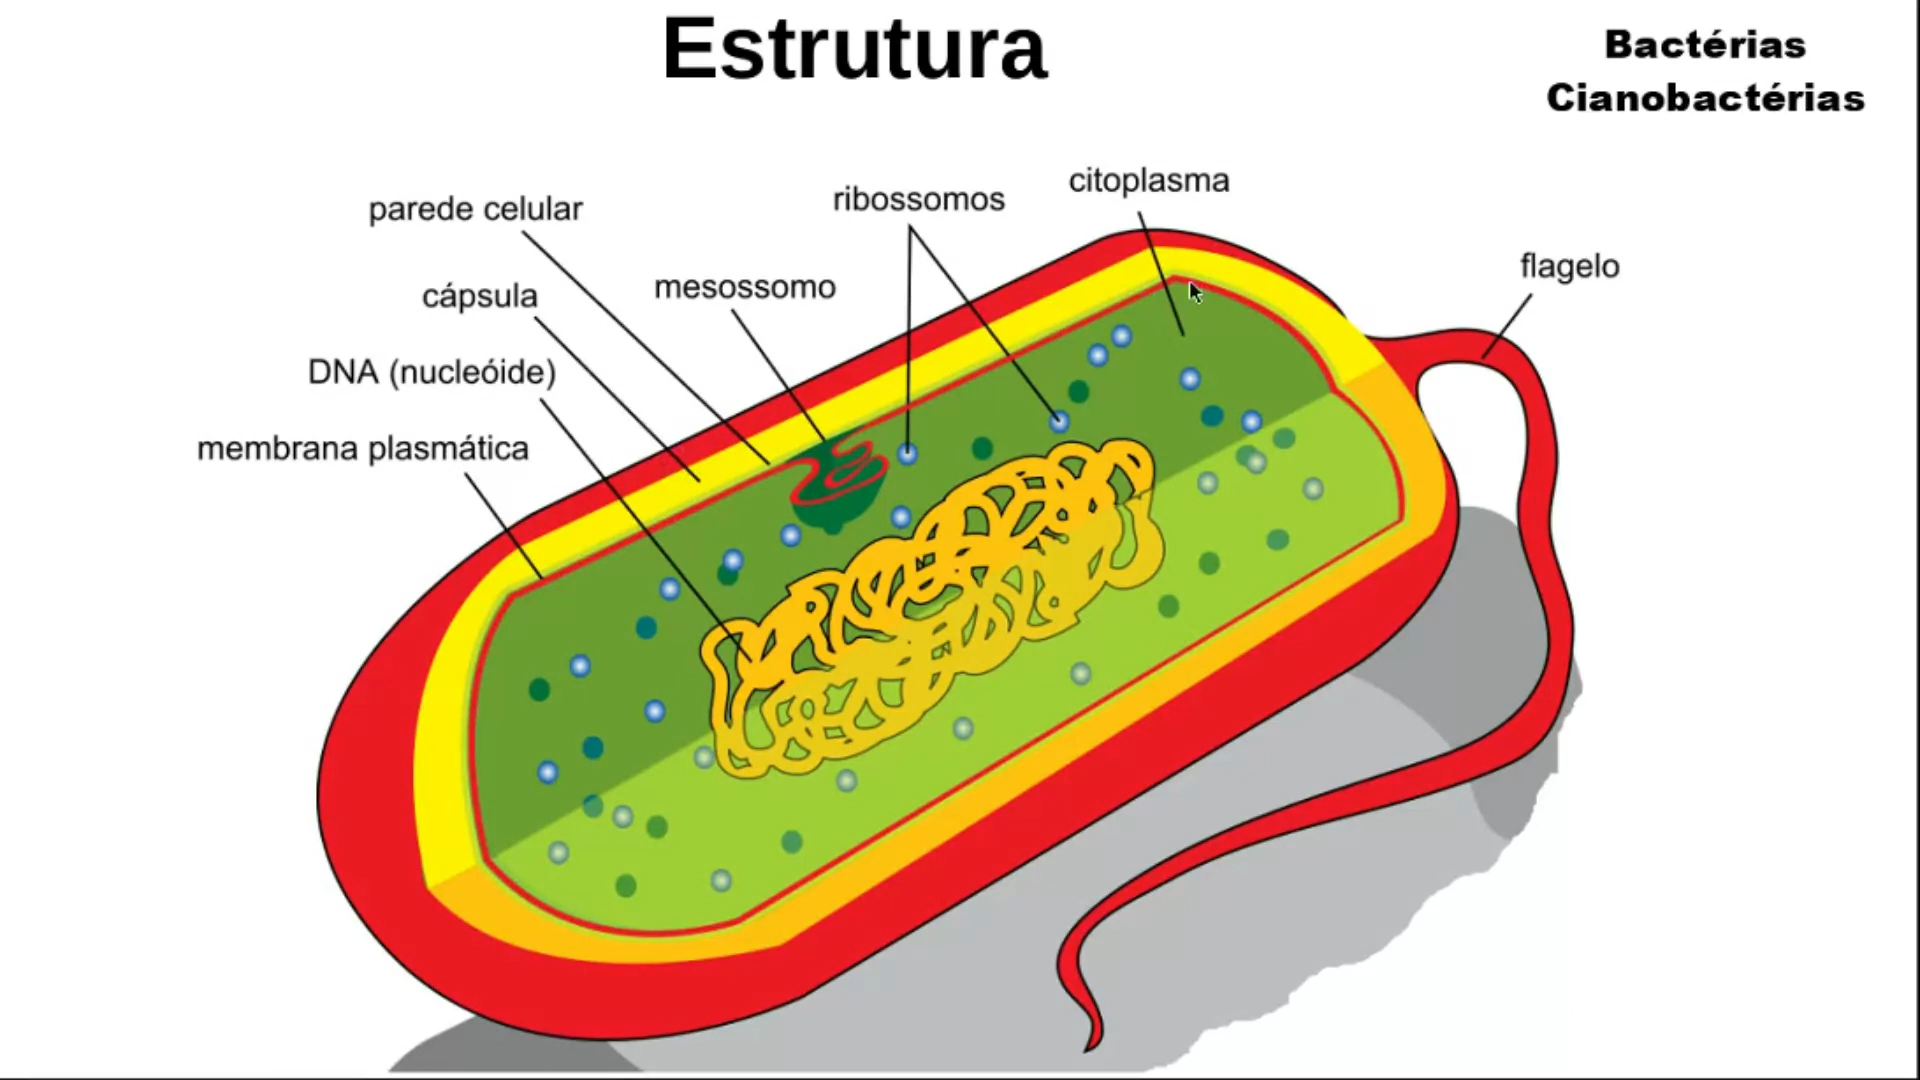 Estrutura
Bactérias
Cianobactérias
citoplasma
ribossomos
parede celular
flagelo
mesossomo
cápsula
DNA (nucleóide)
membrana plasmática